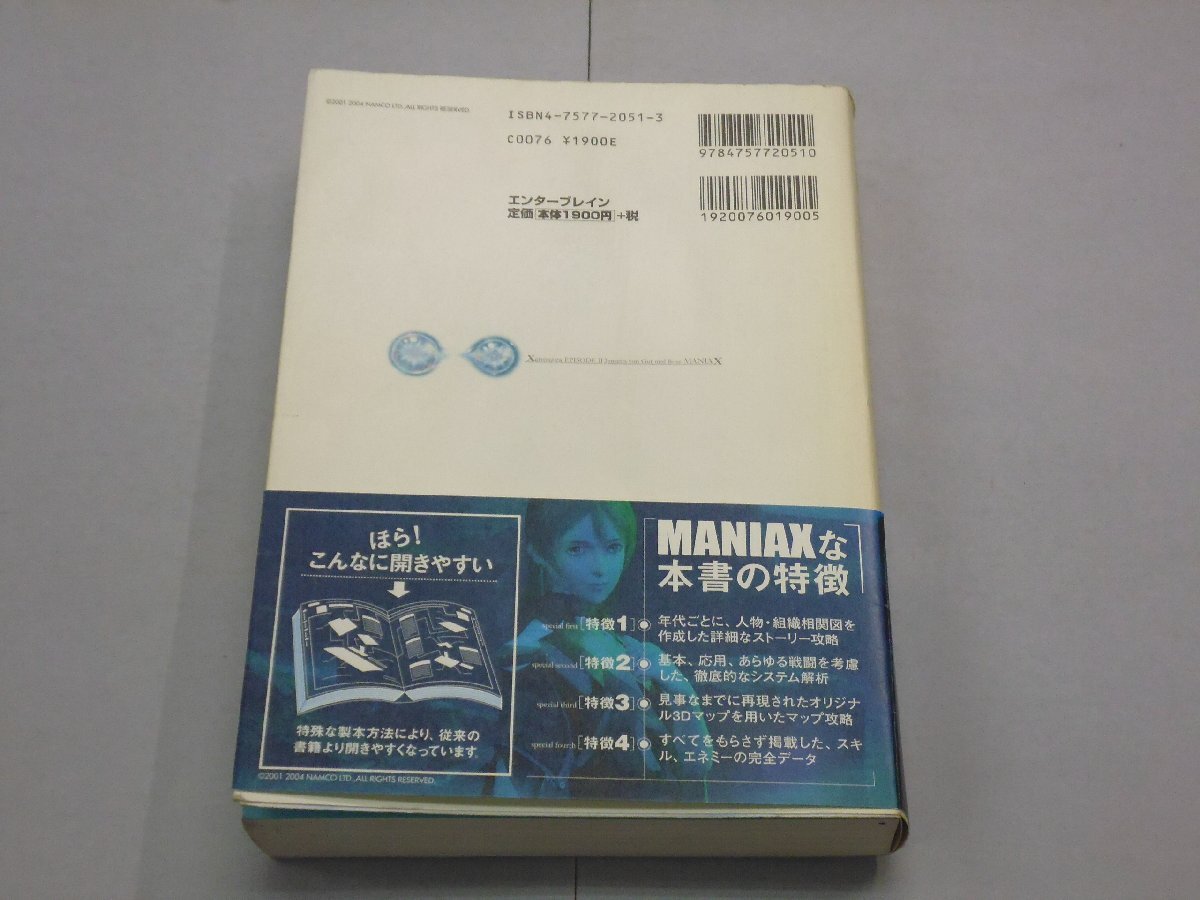 ©2001 2004 NAMCO LTD.,ALL RIGHTS RESERVED.
ISBN4-7577-2051-3
C0076 ¥1900E
9784757720510
エンターブレイン
定価[本体1900円]+税
1920076019005
Xenosaga EPISODE II Jenseits von Gut und Böse MANIAX
ほら!
こんなに開きやすい
特殊な製本方法により、従来の
書籍より開きやすくなっています。
©2001 2004 NAMCO LTD.,ALL RIGHTS RESERVED.
MANIAXな
本書の特徴
special first [特徴1] 年代ごとに、人物・組織相関図を
作成した詳細なストーリー攻略
special second [特徴2] 基本、応用、あらゆる戦闘を考慮
した、徹底的なシステム解析
special third [特徴3] 見事なまでに再現されたオリジナ
ル3Dマップを用いたマップ攻略
special fourth [特徴4] すべてをもらさず掲載した、スキ
ル、エネミーの完全データ